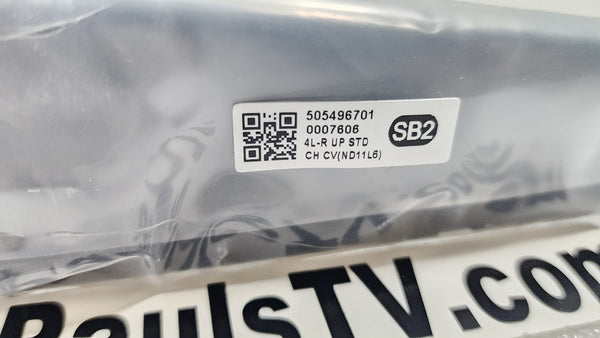 505496701
0007606
4L-R UP STD
CH CV(ND11L6)
SB2
PaulsTV.com